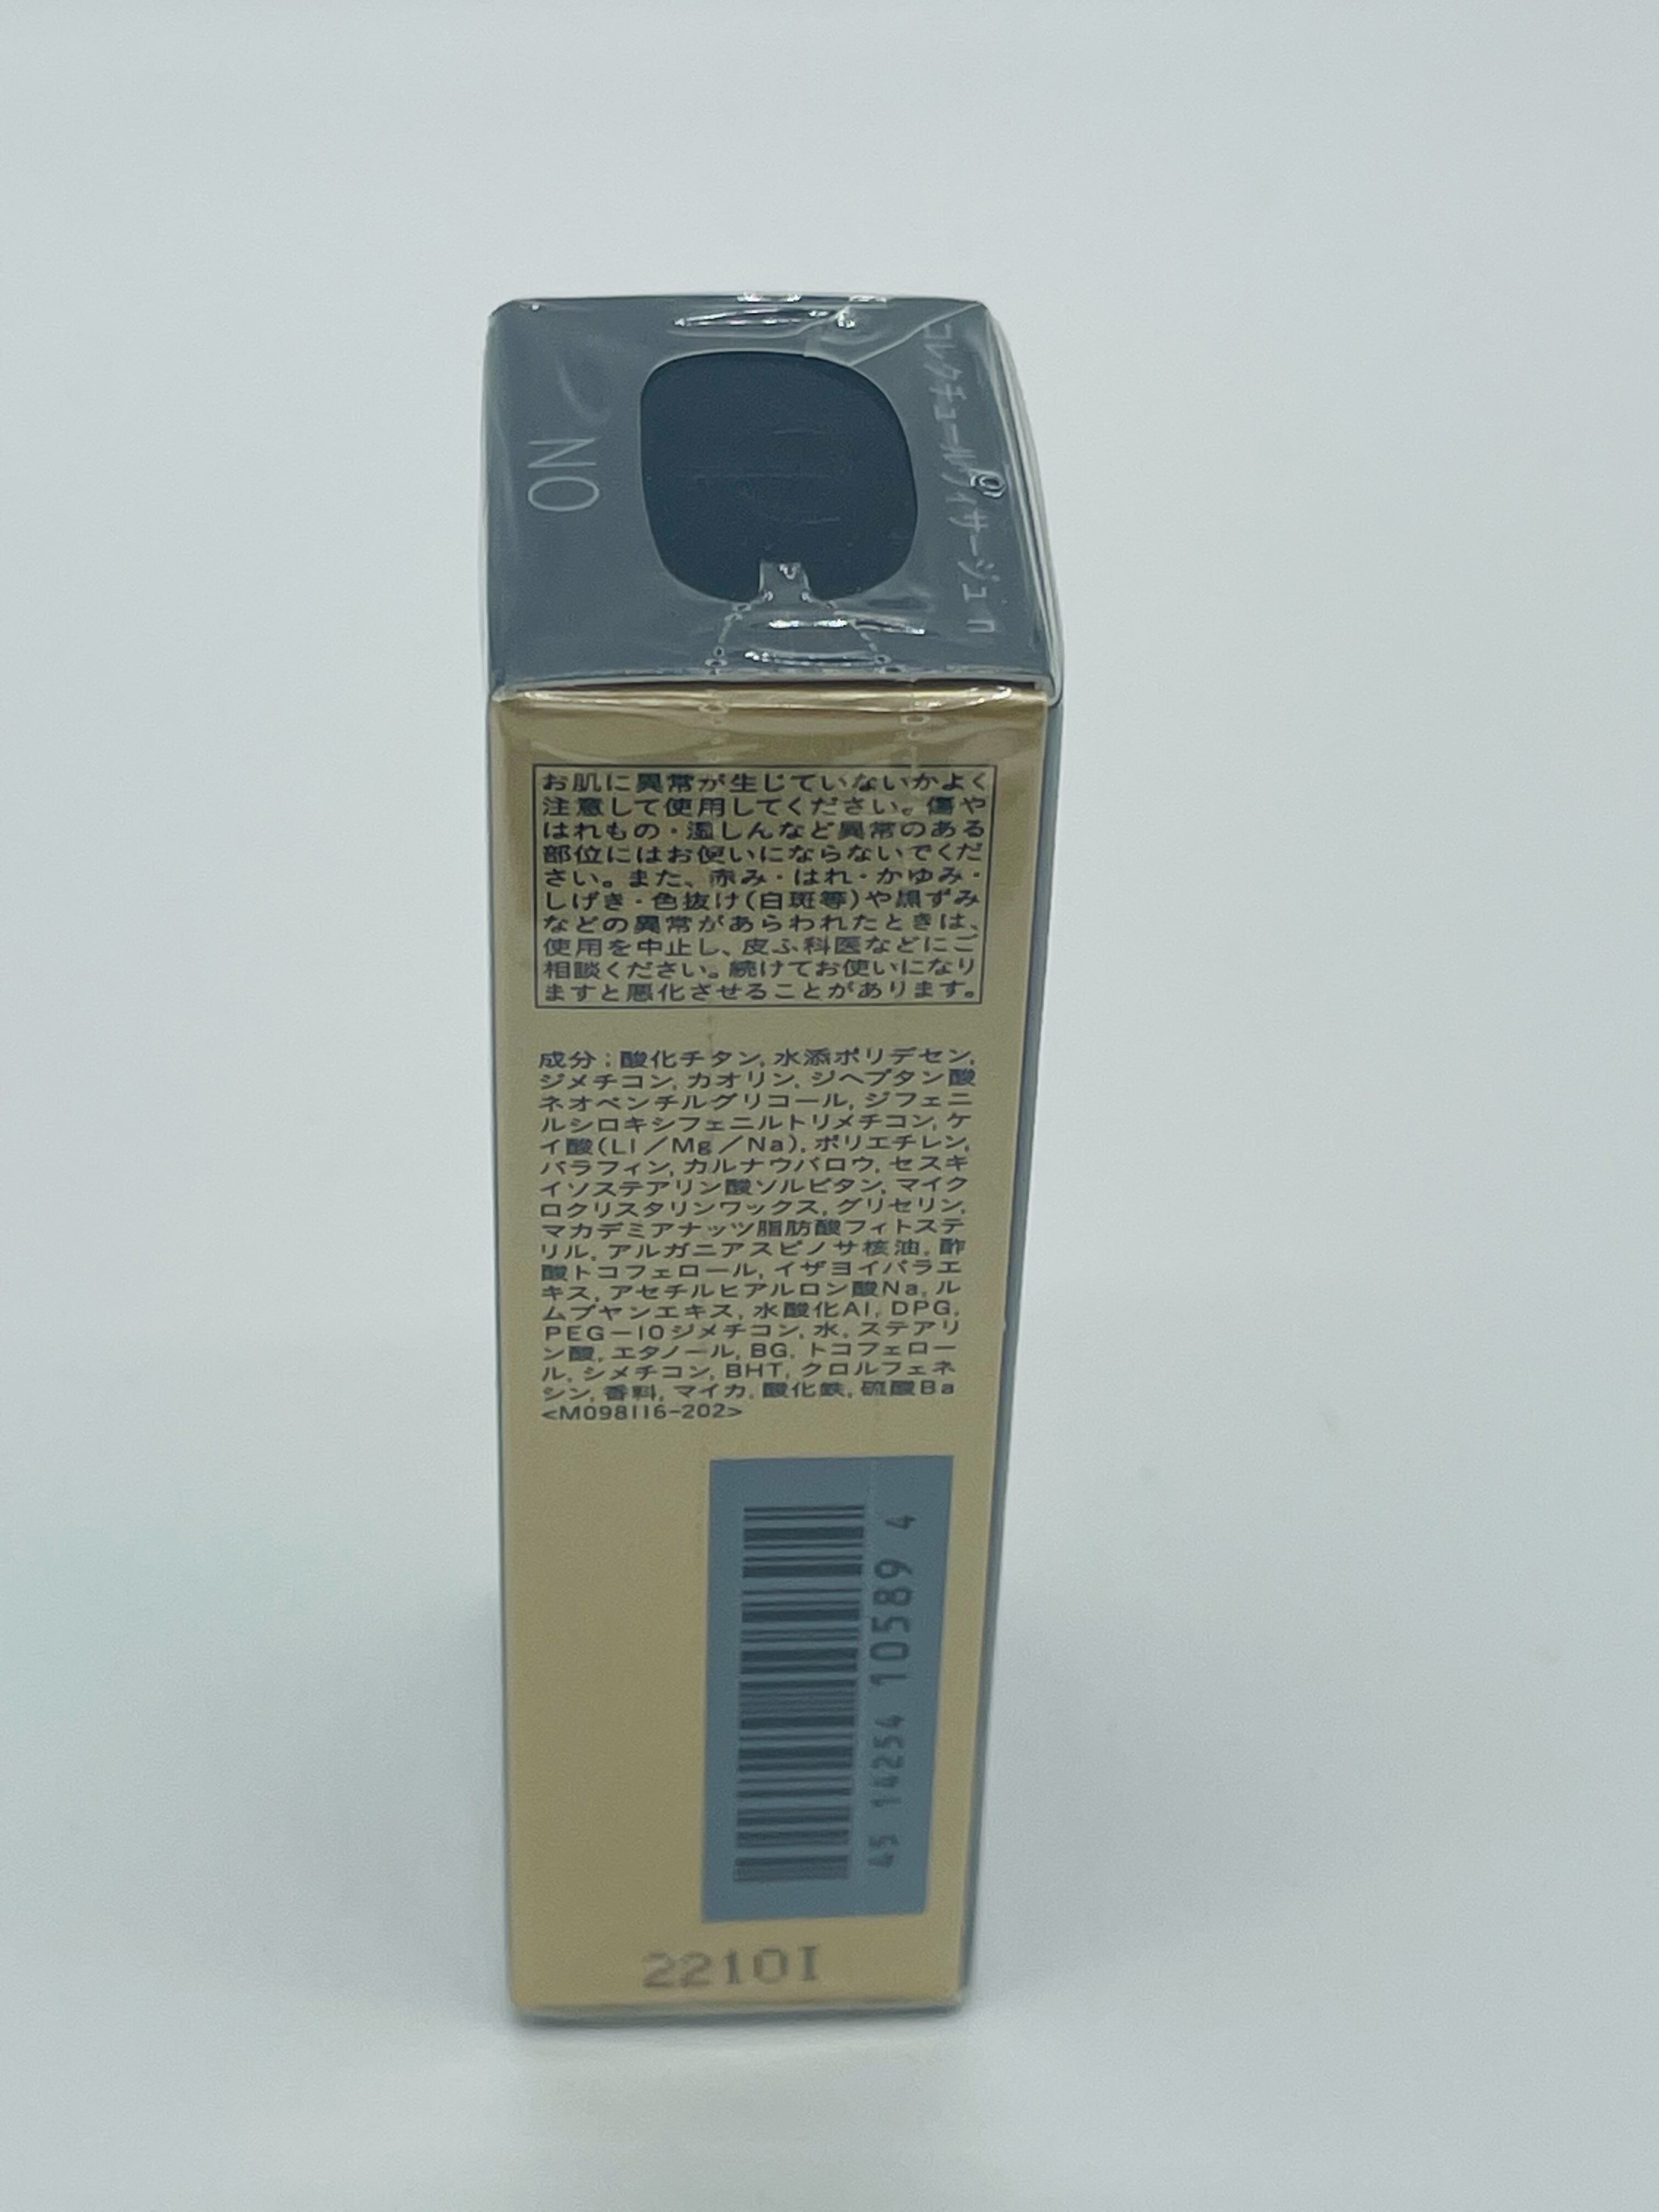 コレクチュールヴィサージュ n
NO
お肌に異常が生じていないかよく
注意して使用してください。傷や
はれもの・湿しんなど異常のある
部位にはお使いにならないでくだ
さい。また、赤み・はれ・かゆみ・
しげき・色抜け(白斑等)や黒ずみ
などの異常があらわれたときは、
使用を中止し、皮ふ科医などにご
相談ください。続けてお使いになり
ますと悪化させることがあります。
成分:酸化チタン, 水添ポリデセン,
ジメチコン, カオリン, ジヘプタン酸
ネオペンチルグリコール, ジフェニ
ルシロキシフェニルトリメチコン, ケ
イ酸(Li/Mg/Na), ポリエチレン,
パラフィン, カルナウバロウ, セスキ
イソステアリン酸ソルビタン, マイク
ロクリスタリンワックス, グリセリン,
マカデミアナッツ脂肪酸フィトステ
リル, アルガニアスピノサ核油, 酢
酸トコフェロール, イザヨイバラエ
キス, アセチルヒアルロン酸Na, ル
ムプヤンエキス, 水酸化Al, DPG,
PEG-10ジメチコン, 水, ステアリ
ン酸, エタノール, BG, トコフェロー
ル, シメチコン, BHT, クロルフェネ
シン, 香料, マイカ, 酸化鉄, 硫酸Ba
<M098116-202>
45 14254 10589 4
2210I